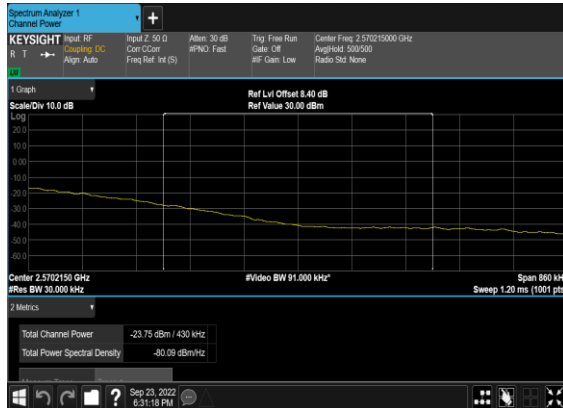 Spectrum Analyzer 1
Channel Power
+
KEYSIGHT Input: RF Input Z: 50 Ω Atten: 30 dB Trig: Free Run Center Freq: 2.570215000 GHz
R T Coupling: DC Corr CCorr #PNO: Fast Gate: Off Avg|Hold: 500/500
Align: Auto Freq Ref: Int (S) #IF Gain: Low Radio Std: None
1 Graph
Ref Lvl Offset 8.40 dB
Scale/Div 10.0 dB Ref Value 30.00 dBm
Log
20.0
10.0
0.00
-10.0
-20.0
-30.0
-40.0
-50.0
-60.0
Center 2.5702150 GHz #Video BW 91.000 kHz* Span 860 kH
#Res BW 30.000 kHz Sweep 1.20 ms (1001 pts
2 Metrics
Total Channel Power -23.75 dBm / 430 kHz
Total Power Spectral Density -80.09 dBm/Hz
? Sep 23, 2022
6:31:18 PM